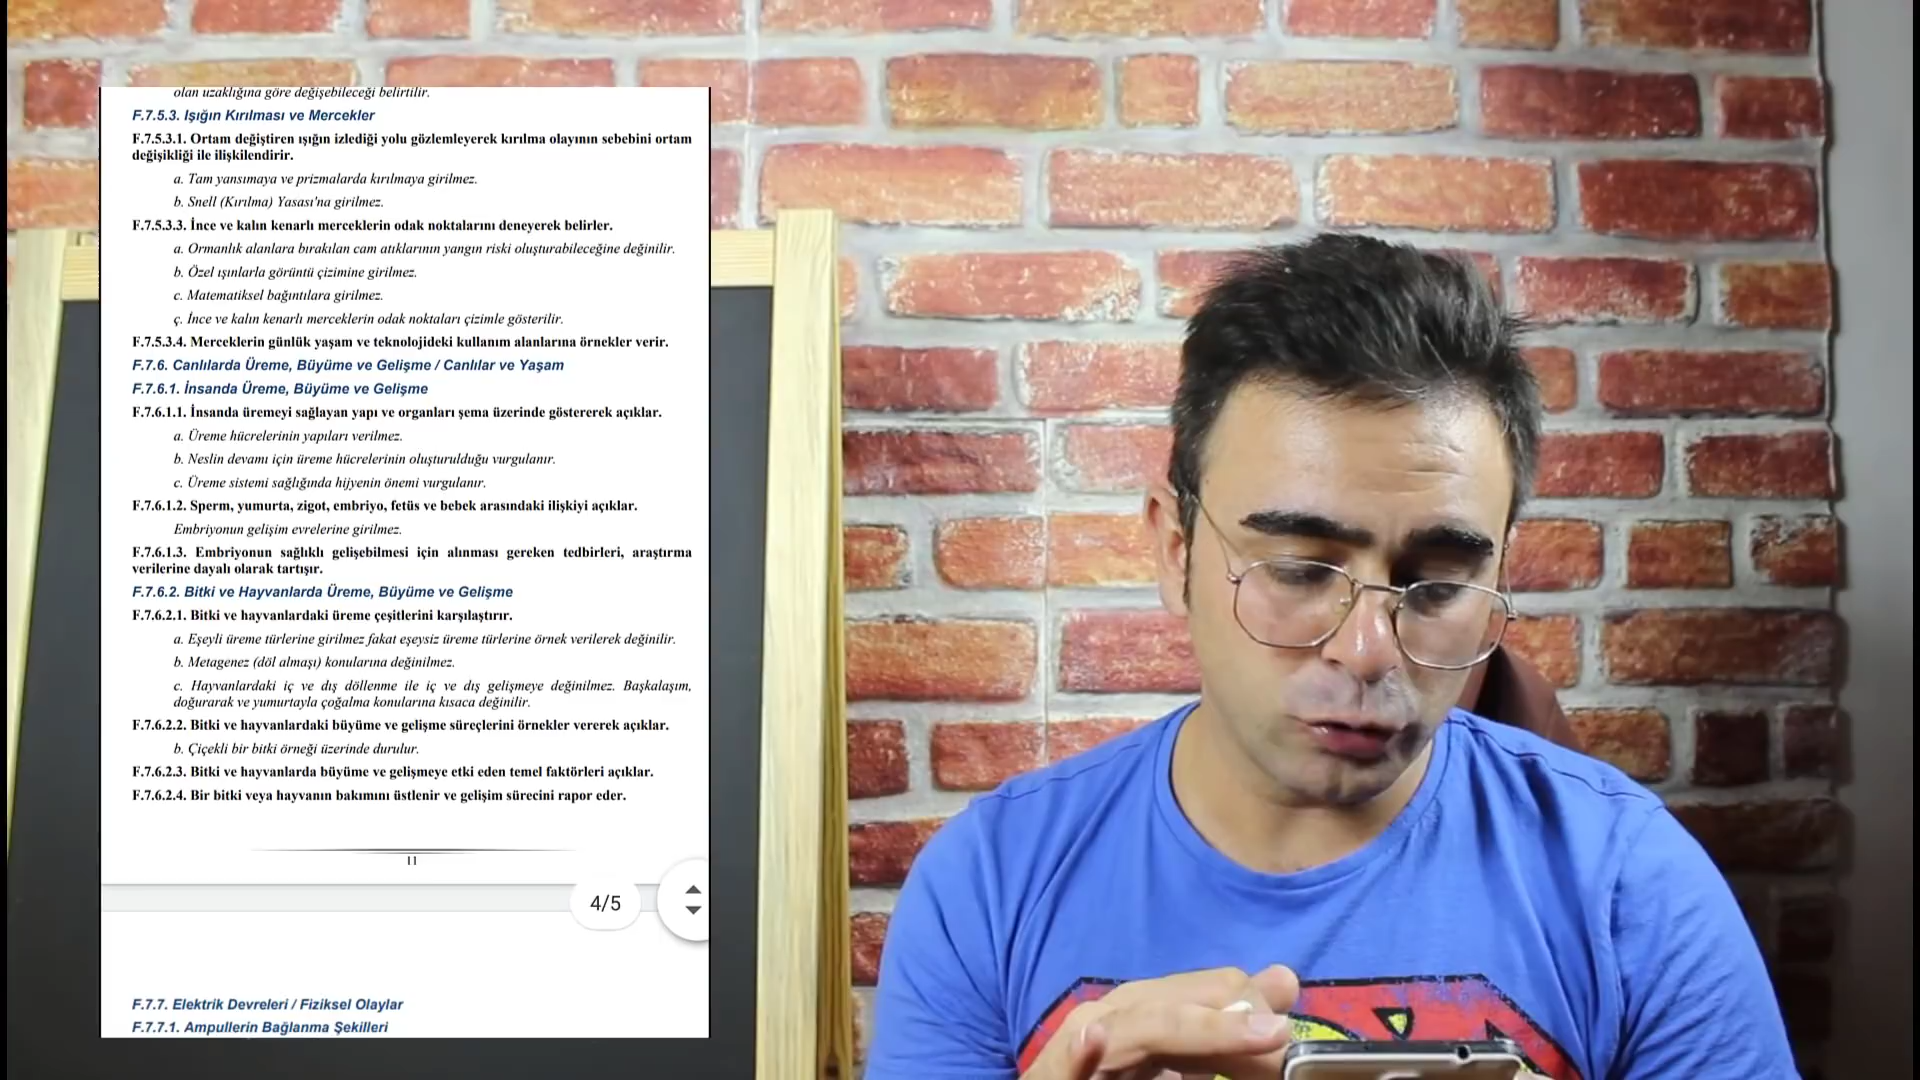 olan uzaklığına göre değişebileceği belirtilir.
F.7.5.3. Işığın Kırılması ve Mercekler
F.7.5.3.1. Ortam değiştiren ışığın izlediği yolu gözlemleyerek kırılma olayının sebebini ortam
değişikliği ile ilişkilendirir.
a. Tam yansımaya ve prizmalarda kırılmaya girilmez.
b. Snell (Kırılma) Yasası'na girilmez.
F.7.5.3.3. İnce ve kalın kenarlı merceklerin odak noktalarını deneyerek belirler.
a. Ormanlık alanlara bırakılan cam atıklarının yangın riski oluşturabileceğine değinilir.
b. Özel ışınlarla görüntü çizimine girilmez.
c. Matematiksel bağıntılara girilmez.
ç. İnce ve kalın kenarlı merceklerin odak noktaları çizimle gösterilir.
F.7.5.3.4. Merceklerin günlük yaşam ve teknolojideki kullanım alanlarına örnekler verir.
F.7.6. Canlılarda Üreme, Büyüme ve Gelişme / Canlılar ve Yaşam
F.7.6.1. İnsanda Üreme, Büyüme ve Gelişme
F.7.6.1.1. İnsanda üremeyi sağlayan yapı ve organları şema üzerinde göstererek açıklar.
a. Üreme hücrelerinin yapıları verilmez.
b. Neslin devamı için üreme hücrelerinin oluşturulduğu vurgulanır.
c. Üreme sistemi sağlığında hijyenin önemi vurgulanır.
F.7.6.1.2. Sperm, yumurta, zigot, embriyo, fetüs ve bebek arasındaki ilişkiyi açıklar.
Embriyonun gelişim evrelerine girilmez.
F.7.6.1.3. Embriyonun sağlıklı gelişebilmesi için alınması gereken tedbirleri, araştırma
verilerine dayalı olarak tartışır.
F.7.6.2. Bitki ve Hayvanlarda Üreme, Büyüme ve Gelişme
F.7.6.2.1. Bitki ve hayvanlardaki üreme çeşitlerini karşılaştırır.
a. Eşeyli üreme türlerine girilmez fakat eşeysiz üreme türlerine örnek verilerek değinilir.
b. Metagenez (döl almaşı) konularına değinilmez.
c. Hayvanlardaki iç ve dış döllenme ile iç ve dış gelişmeye değinilmez. Başkalaşım,
doğurarak ve yumurtayla çoğalma konularına kısaca değinilir.
F.7.6.2.2. Bitki ve hayvanlardaki büyüme ve gelişme süreçlerini örnekler vererek açıklar.
b. Çiçekli bir bitki örneği üzerinde durulur.
F.7.6.2.3. Bitki ve hayvanlarda büyüme ve gelişmeye etki eden temel faktörleri açıklar.
F.7.6.2.4. Bir bitki veya hayvanın bakımını üstlenir ve gelişim sürecini rapor eder.
11
4/5
F.7.7. Elektrik Devreleri / Fiziksel Olaylar
F.7.7.1. Ampullerin Bağlanma Şekilleri